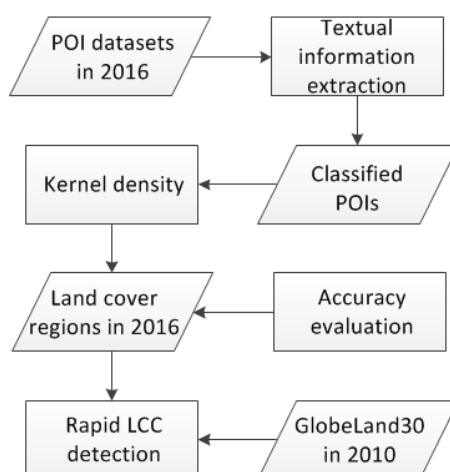 POI datasets
in 2016
Textual
information
extraction
Kernel density
Classified
POIs
Land cover
regions in 2016
Accuracy
evaluation
Rapid LCC
detection
GlobeLand30
in 2010